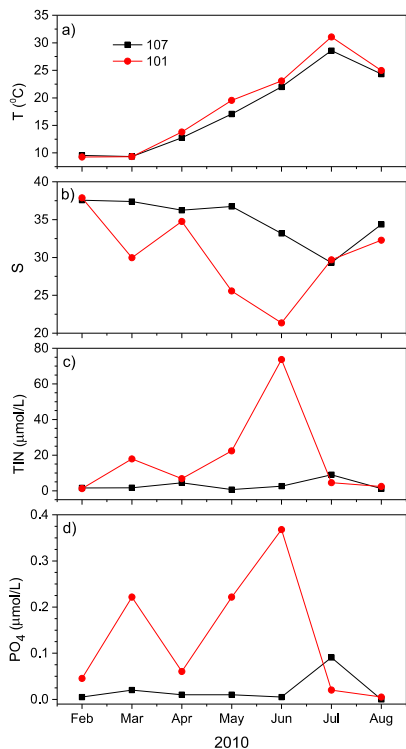 a)
107
101
T (⁰C)
35
30
25
20
15
10
b)
S
40
35
30
25
20
c)
TIN (µmol/L)
80
60
40
20
0
d)
PO₄ (µmol/L)
0.4
0.3
0.2
0.1
0.0
Feb Mar Apr May Jun Jul Aug
2010